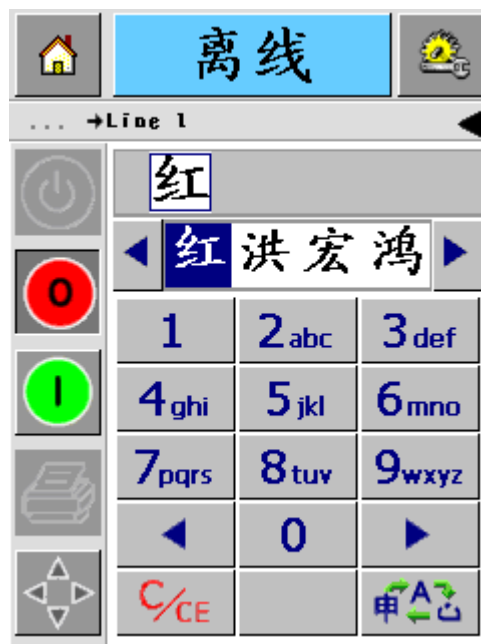 离线
... →Line 1
红
红 洪 宏 鸿
O
I
1 2abc 3def
4ghi 5jkl 6mno
7pqrs 8tuv 9wxyz
0
C/CE 申 A